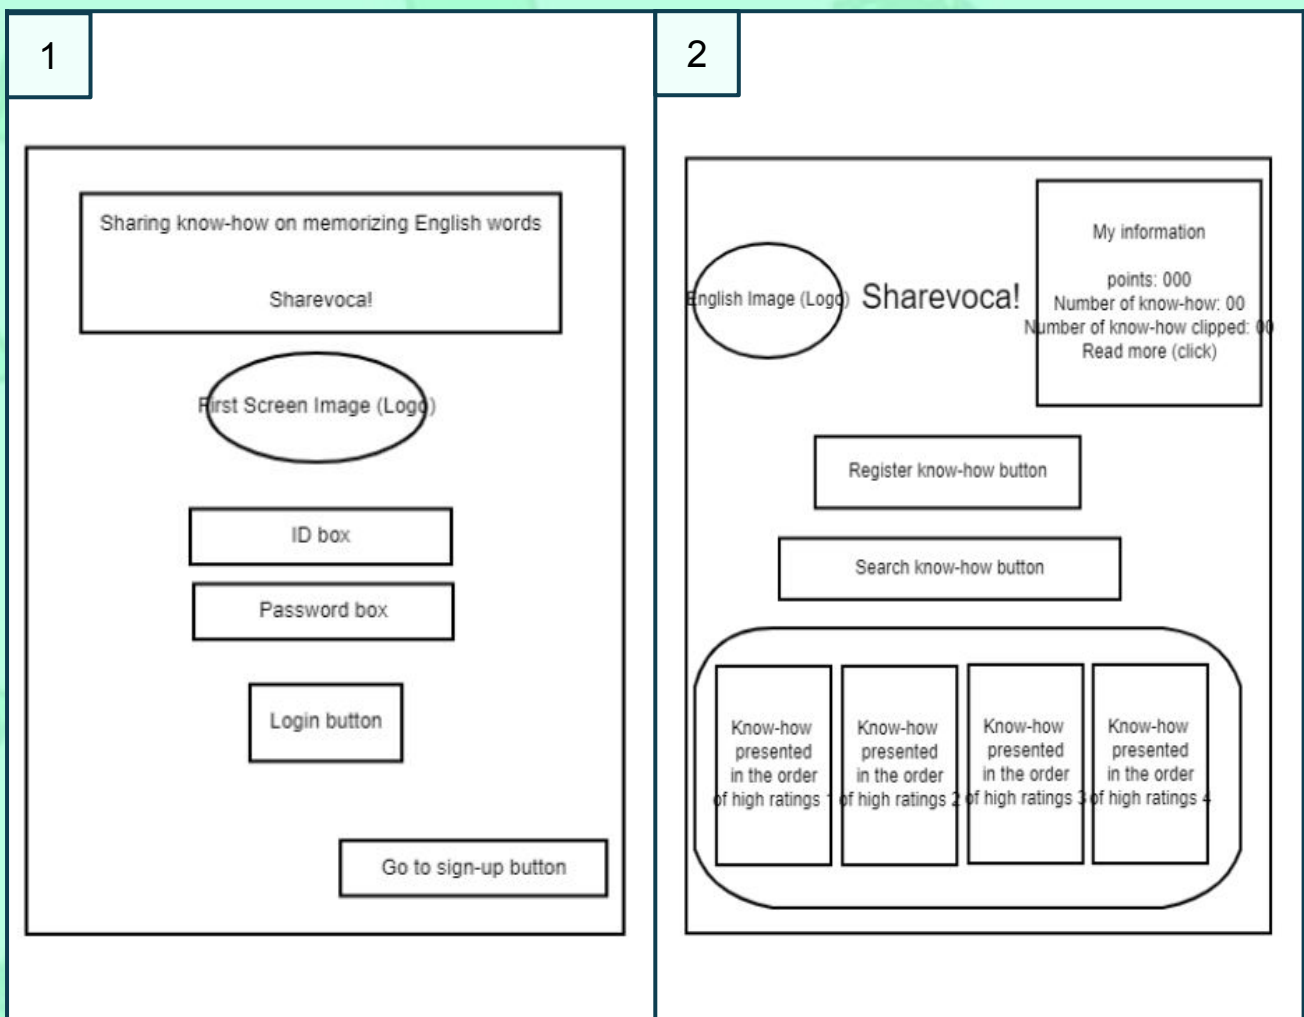 1
Sharing know-how on memorizing English words
Sharevoca!
First Screen Image (Logo)
ID box
Password box
Login button
Go to sign-up button
2
English Image (Logo)
Sharevoca!
My information
points: 000
Number of know-how: 00
Number of know-how clipped: 00
Read more (click)
Register know-how button
Search know-how button
Know-how
presented
in the order
of high ratings 1
Know-how
presented
in the order
of high ratings 2
Know-how
presented
in the order
of high ratings 3
Know-how
presented
in the order
of high ratings 4